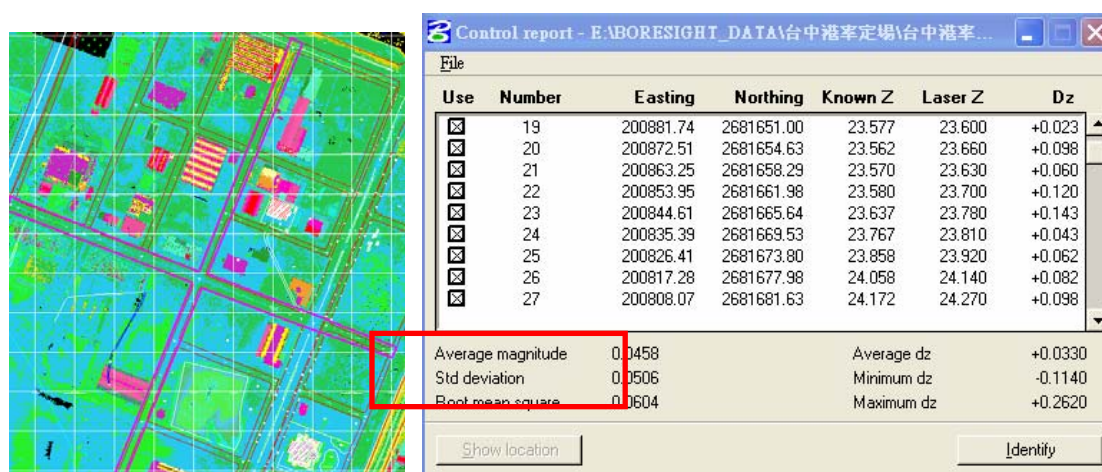 Control report - E:\BORESIGHT_DATA\台中港率定場\台中港率...
File
Use Number Easting Northing Known Z Laser Z Dz
19 200881.74 2681651.00 23.577 23.600 +0.023
20 200872.51 2681654.63 23.562 23.660 +0.098
21 200863.25 2681658.29 23.570 23.630 +0.060
22 200853.95 2681661.98 23.580 23.700 +0.120
23 200844.61 2681665.64 23.637 23.780 +0.143
24 200835.39 2681669.53 23.767 23.810 +0.043
25 200826.41 2681673.80 23.858 23.920 +0.062
26 200817.28 2681677.98 24.058 24.140 +0.082
27 200808.07 2681681.63 24.172 24.270 +0.098
Average magnitude 0.0458 Average dz +0.0330
Std deviation 0.0506 Minimum dz -0.1140
Root mean square 0.0604 Maximum dz +0.2620
Show location Identify